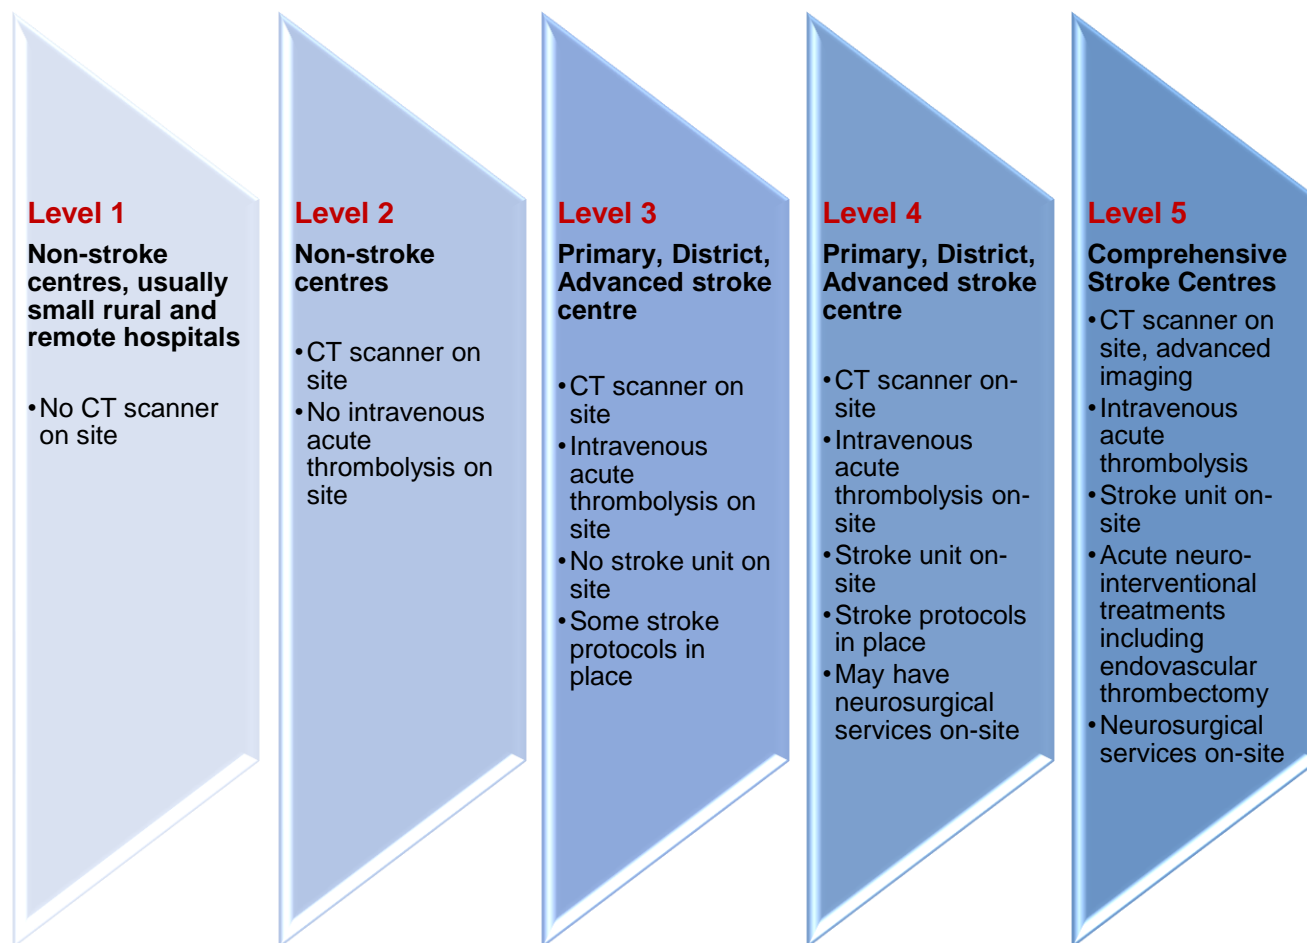 Level 1
Non-stroke
centres, usually
small rural and
remote hospitals
•No CT scanner
on site
Level 2
Non-stroke
centres
•CT scanner on
site
•No intravenous
acute
thrombolysis on
site
Level 3
Primary, District,
Advanced stroke
centre
•CT scanner on
site
•Intravenous
acute
thrombolysis on
site
•No stroke unit on
site
•Some stroke
protocols in
place
Level 4
Primary, District,
Advanced stroke
centre
•CT scanner on-
site
•Intravenous
acute
thrombolysis on-
site
•Stroke unit on-
site
•Stroke protocols
in place
•May have
neurosurgical
services on-site
Level 5
Comprehensive
Stroke Centres
•CT scanner on
site, advanced
imaging
•Intravenous
acute
thrombolysis
•Stroke unit on-
site
•Acute neuro-
interventional
treatments
including
endovascular
thrombectomy
•Neurosurgical
services on-site